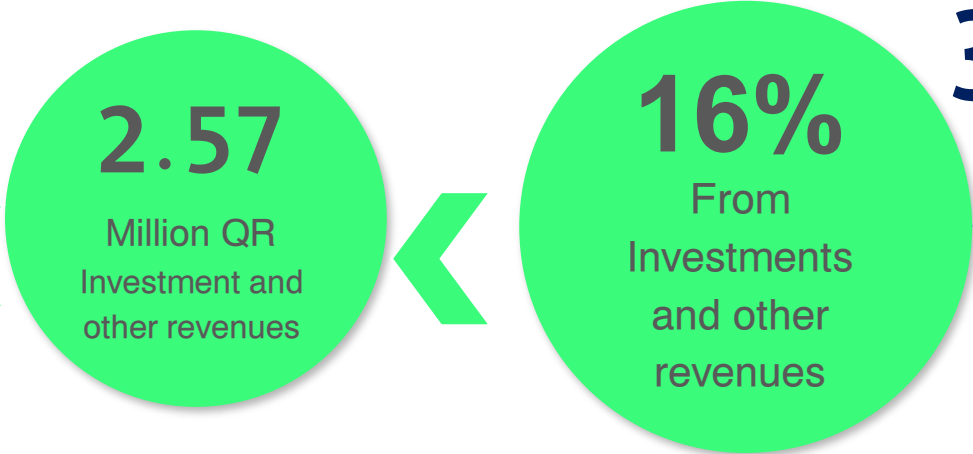 2.57
Million QR
Investment and
other revenues
16%
From
Investments
and other
revenues